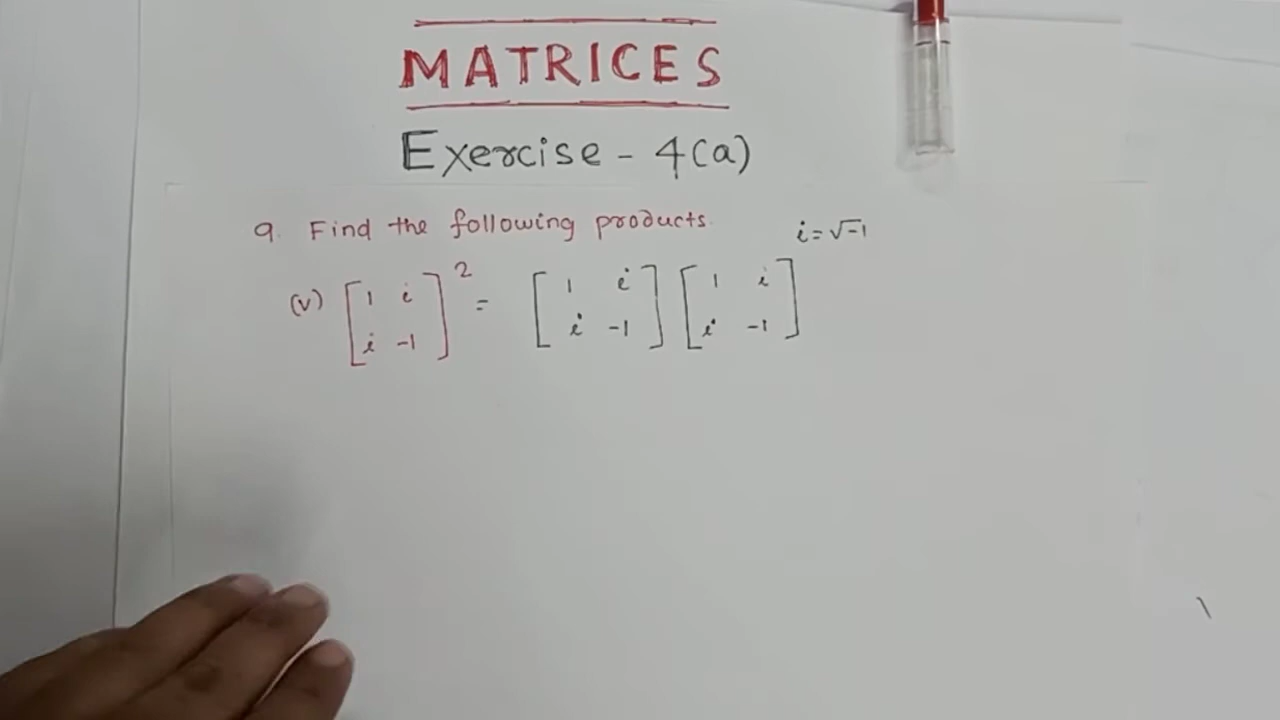 MATRICES
Exercise - 4(a)
9. Find the following products. i = √-1
(v) [1 i; i -1]² = [1 i; i -1] [1 i; i -1]